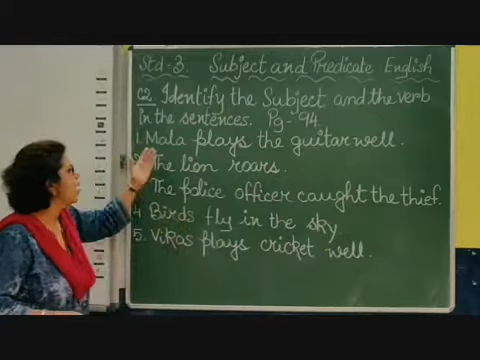 Std - 3. Subject and Predicate English
C2 Identify the Subject and the verb
in the sentences. Pg - 94.
1. Mala plays the guitar well.
The lion roars.
The police officer caught the thief.
4 Birds fly in the sky.
5. Vikas plays cricket well.